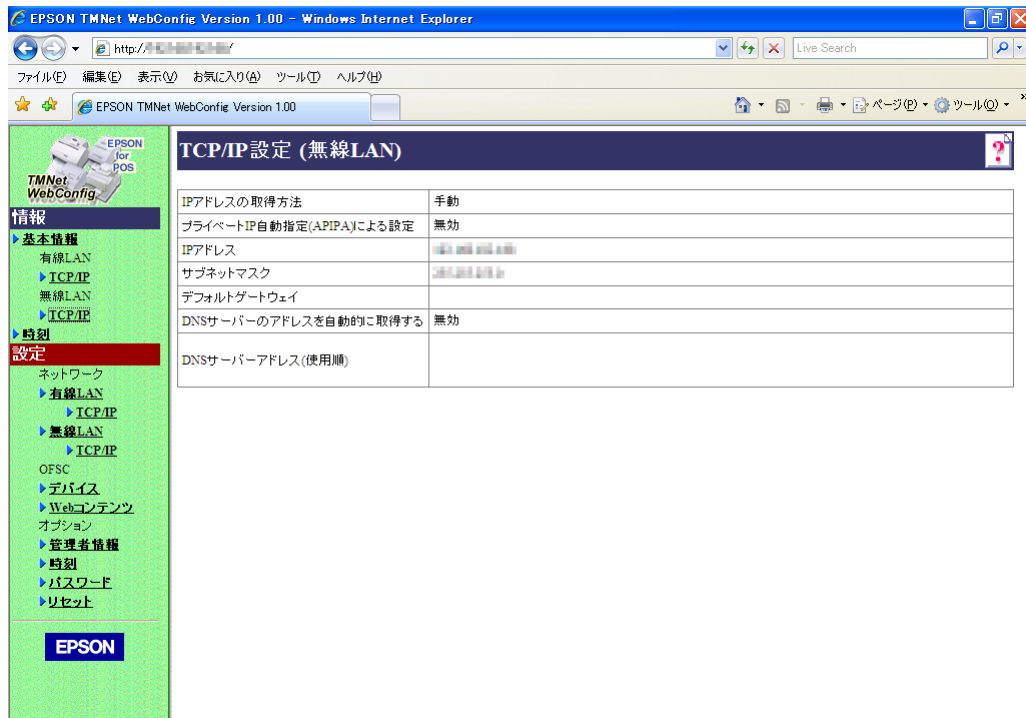 EPSON TMNet WebConfig Version 1.00 - Windows Internet Explorer
http://
Live Search
ファイル(F) 編集(E) 表示(V) お気に入り(A) ツール(T) ヘルプ(H)
EPSON TMNet WebConfig Version 1.00
ページ(P) ツール(O)
EPSON
for
POS
TMNet
WebConfig
情報
基本情報
有線LAN
TCP/IP
無線LAN
TCP/IP
時刻
設定
ネットワーク
有線LAN
TCP/IP
無線LAN
TCP/IP
OFSC
デバイス
Webコンテンツ
オプション
管理者情報
時刻
パスワード
リセット
EPSON
TCP/IP設定 (無線LAN)
?
IPアドレスの取得方法 手動
プライベートIP自動指定(APIPA)による設定 無効
IPアドレス
サブネットマスク
デフォルトゲートウェイ
DNSサーバーのアドレスを自動的に取得する 無効
DNSサーバーアドレス(使用順)